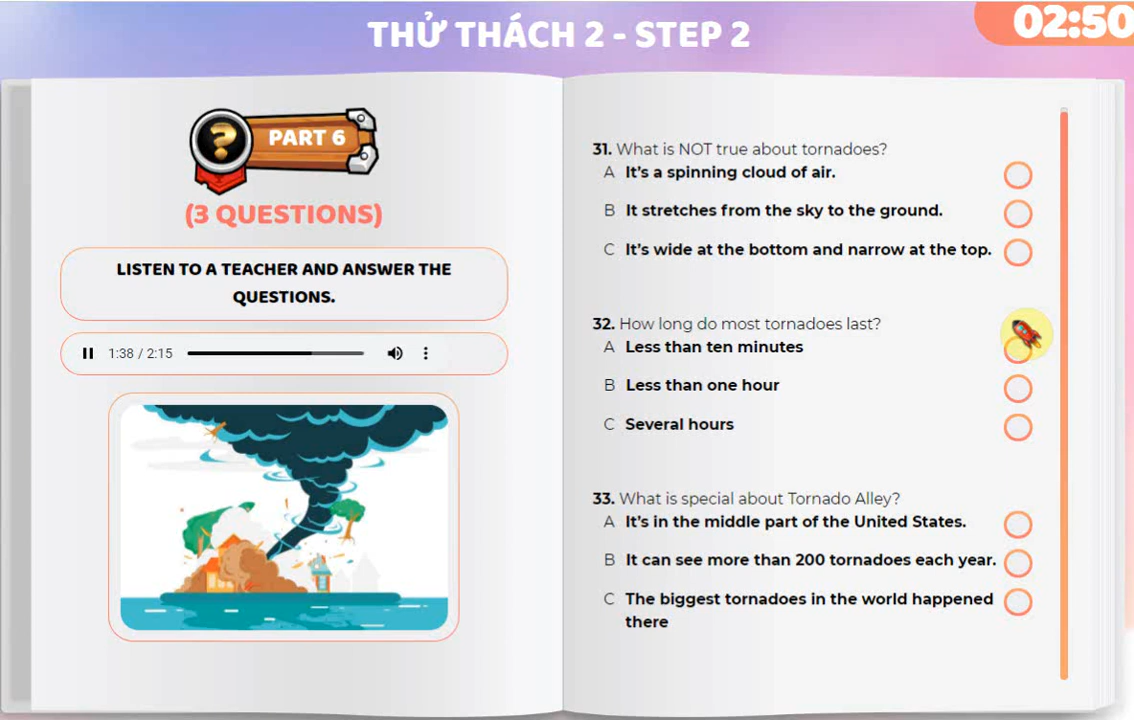 THỬ THÁCH 2 - STEP 2
02:50
PART 6
(3 QUESTIONS)
LISTEN TO A TEACHER AND ANSWER THE
QUESTIONS.
1:38 / 2:15
31. What is NOT true about tornadoes?
A It's a spinning cloud of air.
B It stretches from the sky to the ground.
C It's wide at the bottom and narrow at the top.
32. How long do most tornadoes last?
A Less than ten minutes
B Less than one hour
C Several hours
33. What is special about Tornado Alley?
A It's in the middle part of the United States.
B It can see more than 200 tornadoes each year.
C The biggest tornadoes in the world happened
there